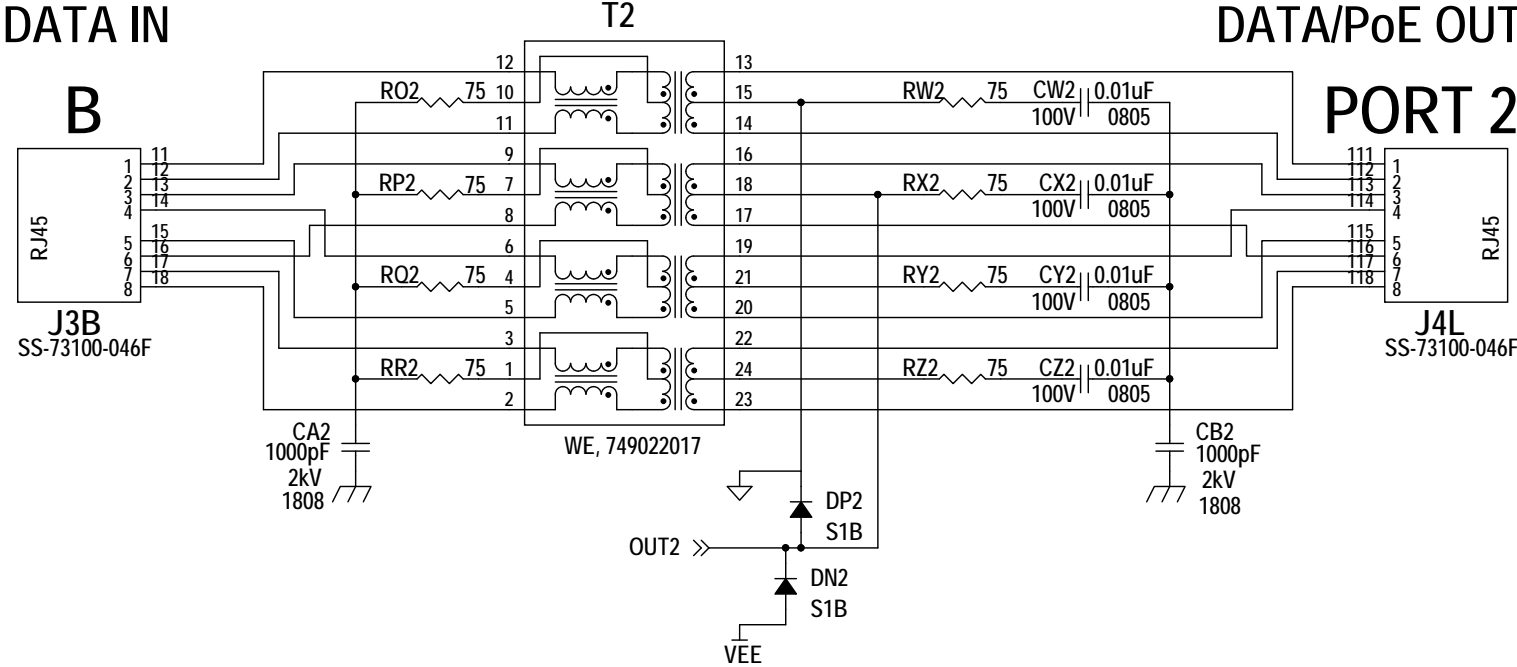 DATA IN
T2
DATA/PoE OUT
B
PORT 2
12
13
RO2 75 10
15 RW2 75 CW2 0.01uF
100V 0805
11
14
9
16
RP2 75 7
18 RX2 75 CX2 0.01uF
100V 0805
8
17
6
19
RQ2 75 4
21 RY2 75 CY2 0.01uF
100V 0805
5
20
3
22
RR2 75 1
24 RZ2 75 CZ2 0.01uF
100V 0805
2
23
RJ45
1 11
2 12
3 13
4 14
5 15
6 16
7 17
8 18
J3B
SS-73100-046F
111 1
112 2
113 3
114 4
115 5
116 6
117 7
118 8
RJ45
J4L
SS-73100-046F
CA2
1000pF
2kV
1808
WE, 749022017
CB2
1000pF
2kV
1808
DP2
S1B
OUT2
DN2
S1B
VEE